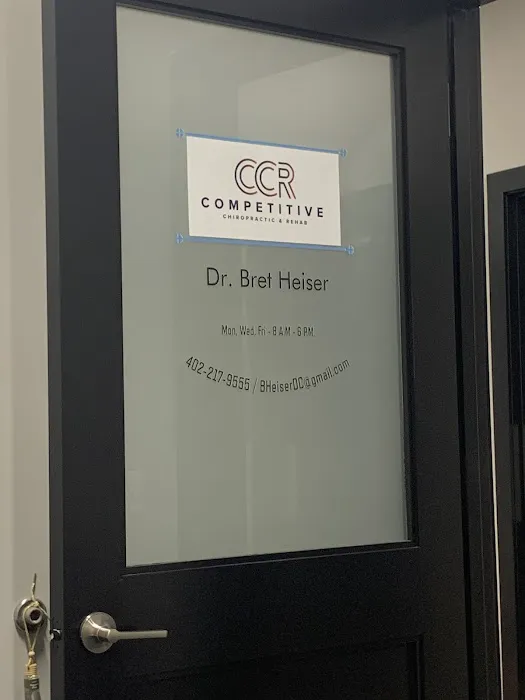 CCR
COMPETITIVE
CHIROPRACTIC & REHAB
Dr. Bret Heiser
Mon, Wed, Fri - 8 AM - 6 PM
402-217-9555 / BHeiserDC@gmail.com